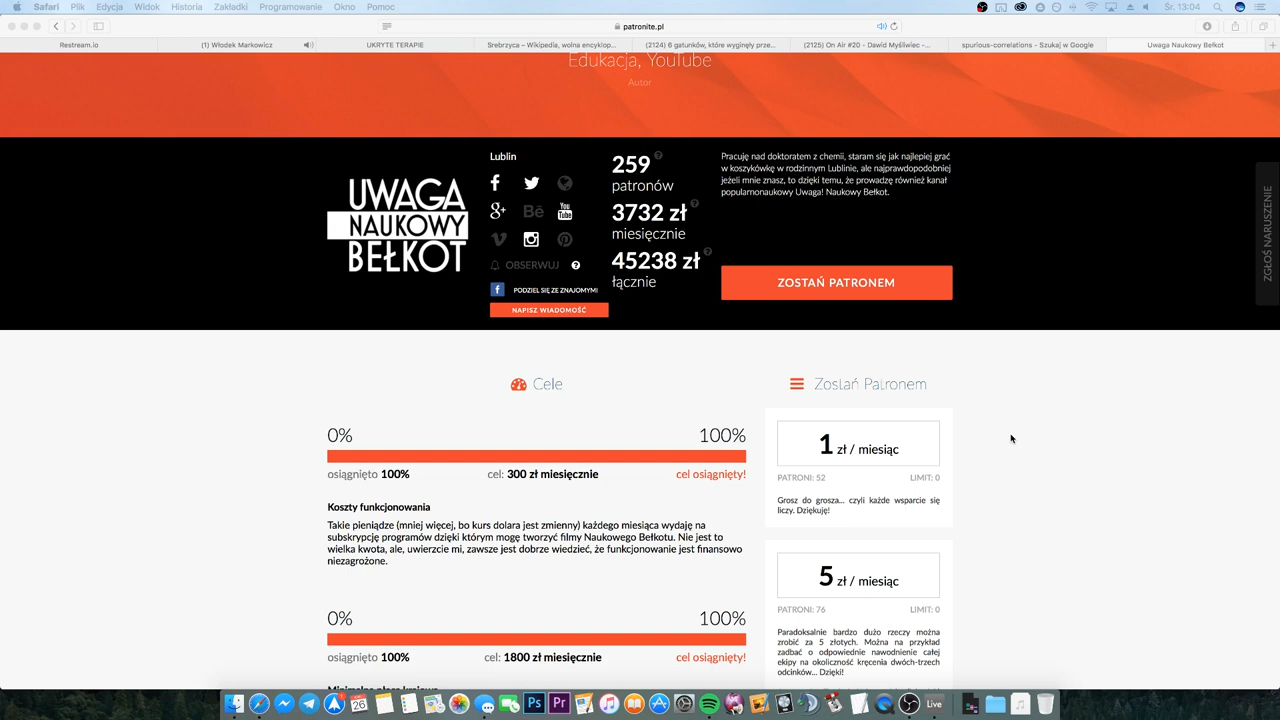 Safari Plik Edycja Widok Historia Zakładki Programowanie Okno Pomoc
Śr. 13:04
patronite.pl
Restream.io
(1) Włodek Markowicz
UKRYTE TERAPIE
Srebrzyca – Wikipedia, wolna encyklop...
(2124) 6 gatunków, które wyginęły prze...
(2125) On Air #20 - Dawid Myśliwiec -...
spurious-correlations - Szukaj w Google
Uwaga Naukowy Bełkot
Edukacja, YouTube
Autor
UWAGA
NAUKOWY
BEŁKOT
Lublin
OBSERWUJ
PODZIEL SIĘ ZE ZNAJOMYMI
NAPISZ WIADOMOŚĆ
259
patronów
3732 zł
miesięcznie
45238 zł
łącznie
Pracuję nad doktoratem z chemii, staram się jak najlepiej grać
w koszykówkę w rodzinnym Lublinie, ale najprawdopodobniej
jeżeli mnie znasz, to dzięki temu, że prowadzę również kanał
popularnonaukowy Uwaga! Naukowy Bełkot.
ZOSTAŃ PATRONEM
ZGŁOŚ NARUSZENIE
Cele
0% 100%
osiągnięto 100% cel: 300 zł miesięcznie cel osiągnięty!
Koszty funkcjonowania
Takie pieniądze (mniej więcej, bo kurs dolara jest zmienny) każdego miesiąca wydaję na
subskrypcję programów dzięki którym mogę tworzyć filmy Naukowego Bełkotu. Nie jest to
wielka kwota, ale, uwierzcie mi, zawsze jest dobrze wiedzieć, że funkcjonowanie jest finansowo
niezagrożone.
0% 100%
osiągnięto 100% cel: 1800 zł miesięcznie cel osiągnięty!
Zostań Patronem
1 zł / miesiąc
PATRONI: 52 LIMIT: 0
Grosz do grosza... czyli każde wsparcie się
liczy. Dziękuję!
5 zł / miesiąc
PATRONI: 76 LIMIT: 0
Paradoksalnie bardzo dużo rzeczy można
zrobić za 5 złotych. Można na przykład
zadbać o odpowiednie nawodnienie całej
ekipy na okoliczność kręcenia dwóch-trzech
odcinków... Dzięki!
26
Ps
Pr
Live